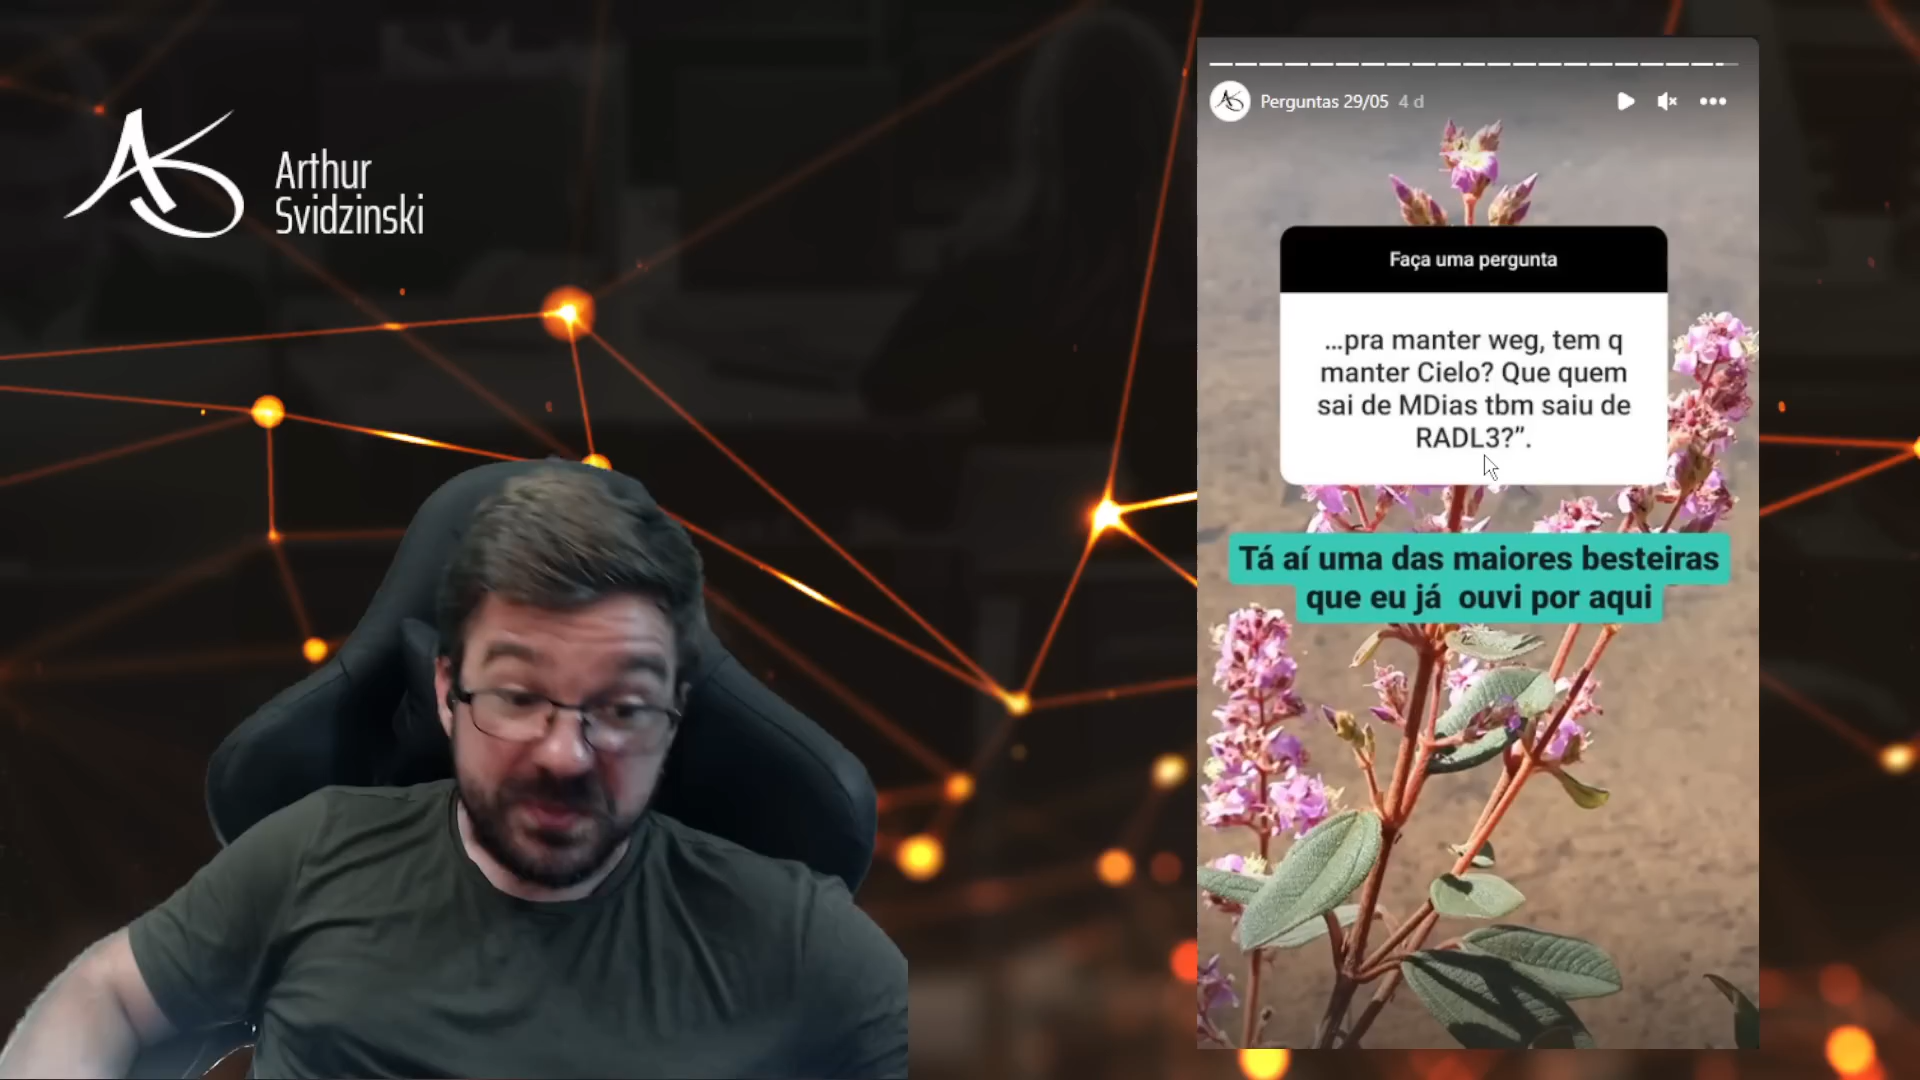 Arthur
Svidzinski
Perguntas 29/05 4 d
Faça uma pergunta
...pra manter weg, tem q
manter Cielo? Que quem
sai de MDias tbm saiu de
RADL3?”.
Tá aí uma das maiores besteiras
que eu já ouvi por aqui